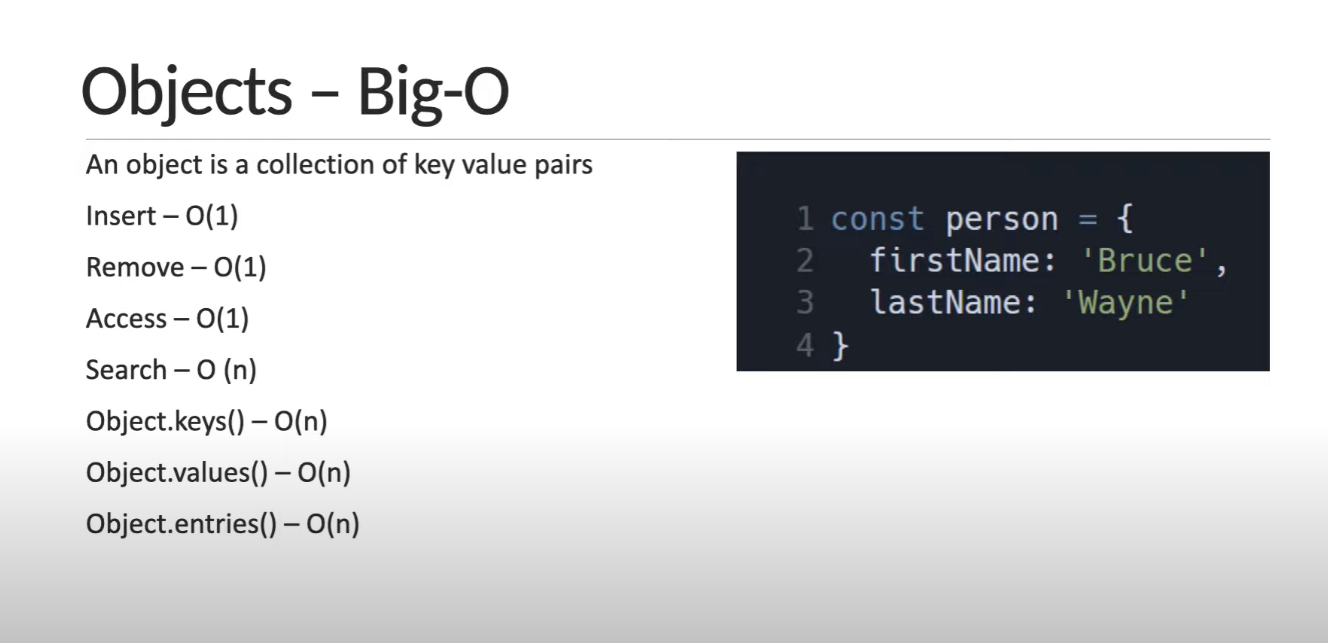 Objects – Big-O
An object is a collection of key value pairs
Insert – O(1)
Remove – O(1)
Access – O(1)
Search – O (n)
Object.keys() – O(n)
Object.values() – O(n)
Object.entries() – O(n)
1 const person = {
2   firstName: 'Bruce',
3   lastName: 'Wayne'
4 }